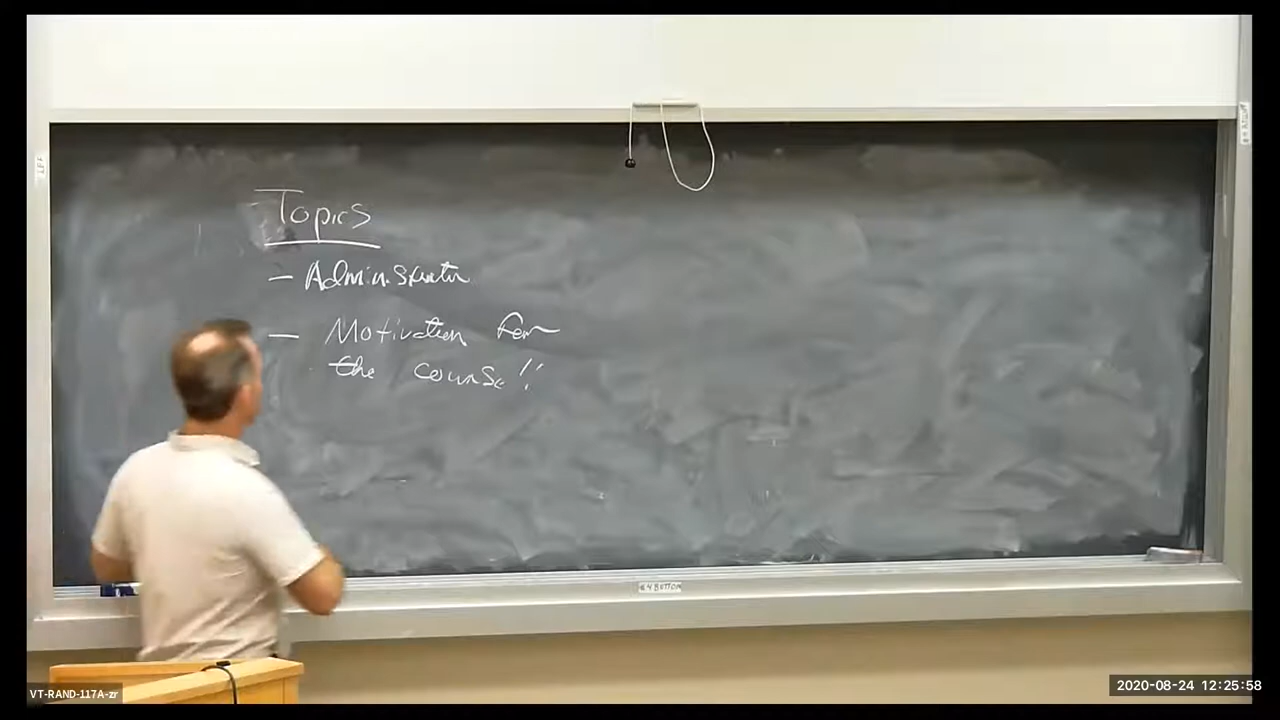 Topics
- Administration
- Motivation for
the course!!
VT-RAND-117A-zr
2020-08-24 12:25:58